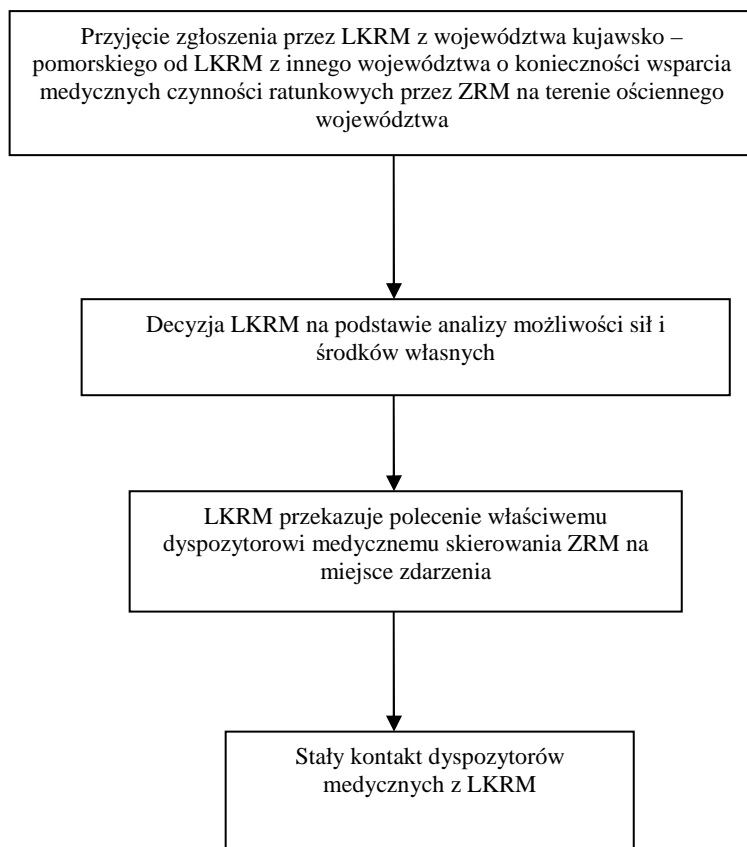 Przyjęcie zgłoszenia przez LKRM z województwa kujawsko –
pomorskiego od LKRM z innego województwa o konieczności wsparcia
medycznych czynności ratunkowych przez ZRM na terenie ościennego
województwa
Decyzja LKRM na podstawie analizy możliwości sił i
środków własnych
LKRM przekazuje polecenie właściwemu
dyspozytorowi medycznemu skierowania ZRM na
miejsce zdarzenia
Stały kontakt dyspozytorów
medycznych z LKRM